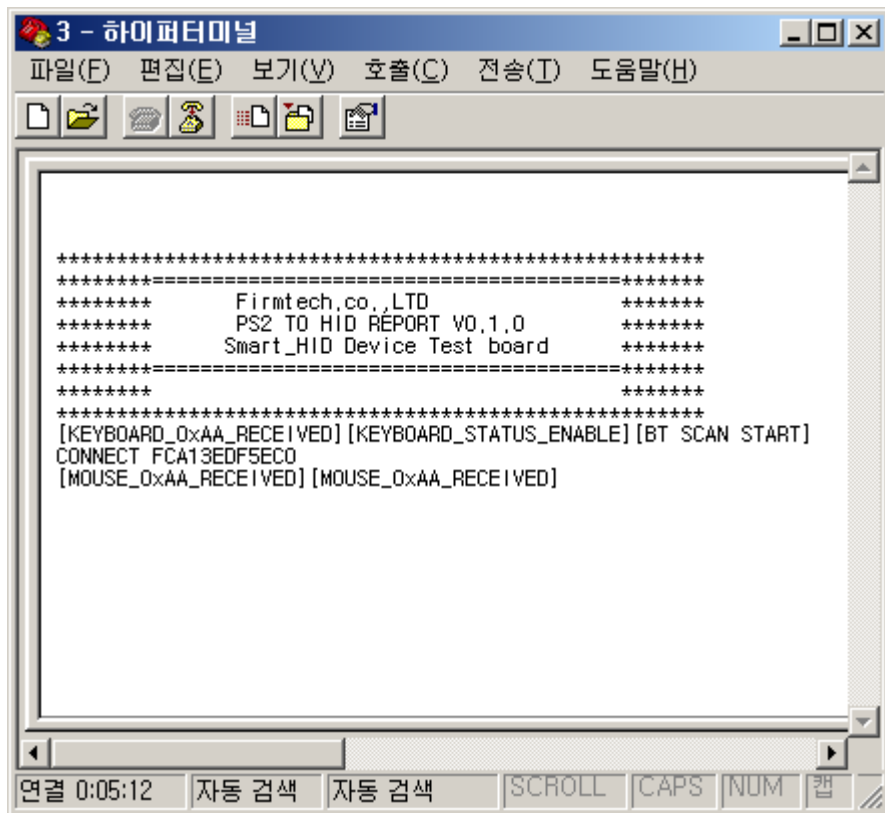 3 - 하이퍼터미널
파일(F) 편집(E) 보기(V) 호출(C) 전송(T) 도움말(H)
******************************************************
********=======================================*******
******** Firmtech,co,,LTD *******
******** PS2 TO HID REPORT V0,1,0 *******
******** Smart_HID Device Test board *******
********=======================================*******
******** *******
******************************************************
[KEYBOARD_0xAA_RECEIVED][KEYBOARD_STATUS_ENABLE][BT SCAN START]
CONNECT FCA13EDF5EC0
[MOUSE_0xAA_RECEIVED][MOUSE_0xAA_RECEIVED]
연결 0:05:12 자동 검색 자동 검색 SCROLL CAPS NUM 캡